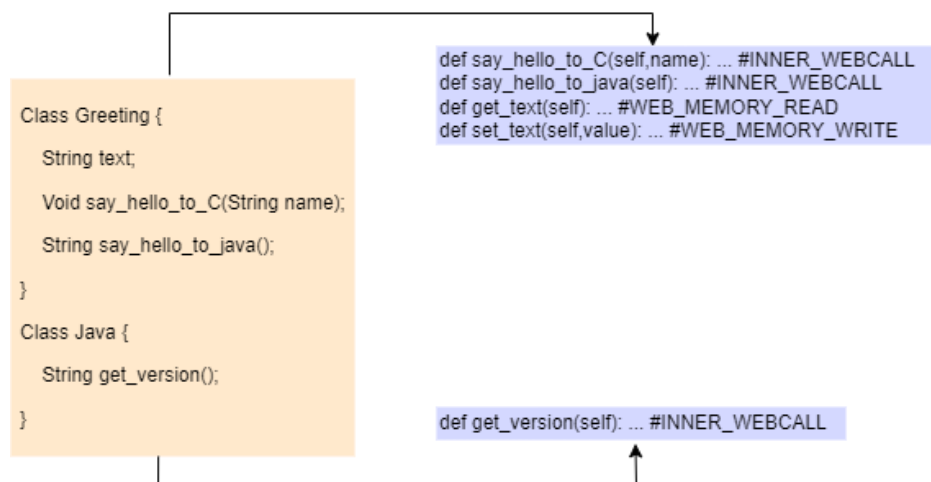 def say_hello_to_C(self,name): ... #INNER_WEBCALL
def say_hello_to_java(self): ... #INNER_WEBCALL
def get_text(self): ... #WEB_MEMORY_READ
def set_text(self,value): ... #WEB_MEMORY_WRITE
Class Greeting {
String text;
Void say_hello_to_C(String name);
String say_hello_to_java();
}
Class Java {
String get_version();
}
def get_version(self): ... #INNER_WEBCALL